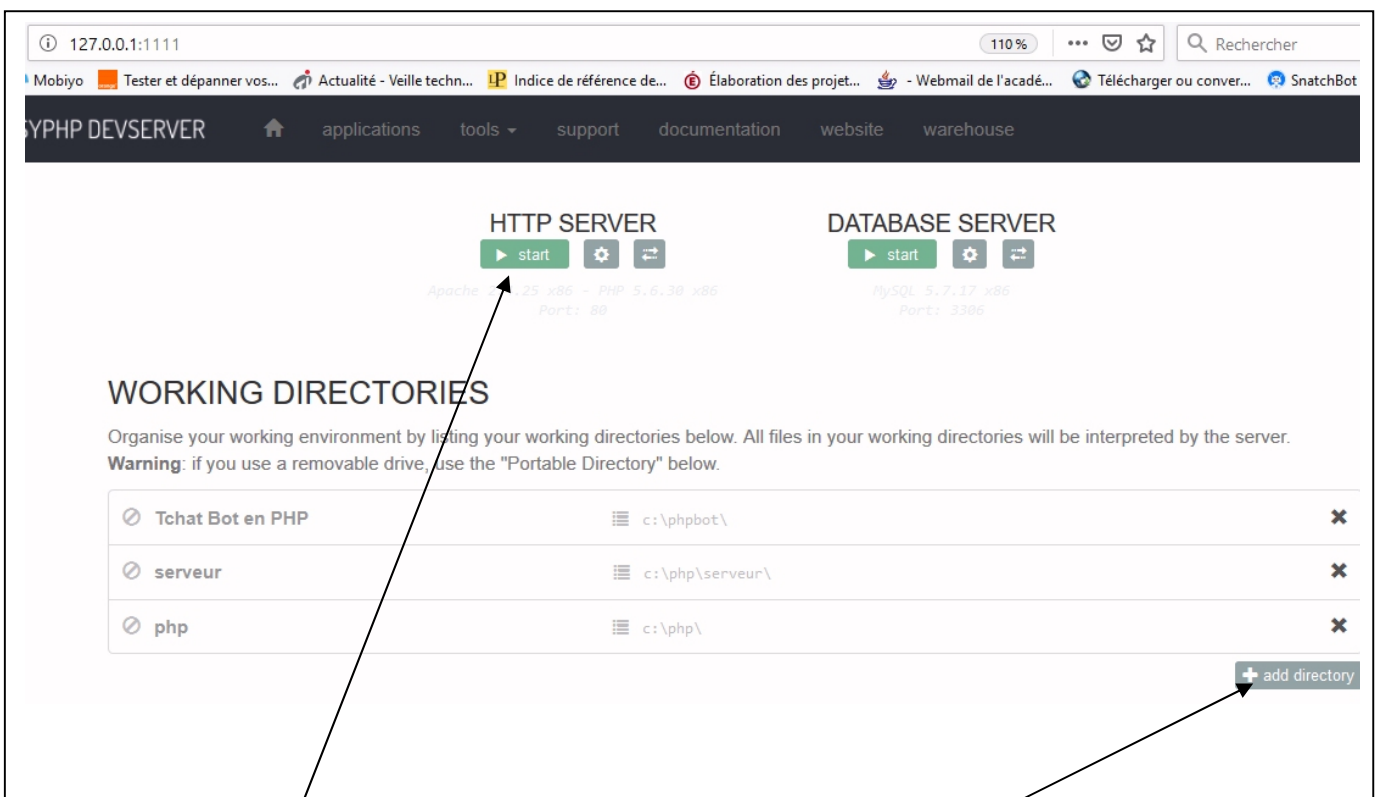 127.0.0.1:1111 110 % Rechercher
Mobiyo Tester et dépanner vos... Actualité - Veille techn... Indice de référence de... Élaboration des projet... - Webmail de l'acadé... Télécharger ou conver... SnatchBot
SYPHP DEVSERVER applications tools support documentation website warehouse
HTTP SERVER DATABASE SERVER
start start
Apache x86 - PHP 5.6.30 x86 MySQL 5.7.17 x86
Port: 80 Port: 3306
WORKING DIRECTORIES
Organise your working environment by listing your working directories below. All files in your working directories will be interpreted by the server.
Warning: if you use a removable drive, use the "Portable Directory" below.
Tchat Bot en PHP c:\phpbot\
serveur c:\php\serveur\
php c:\php\
add directory